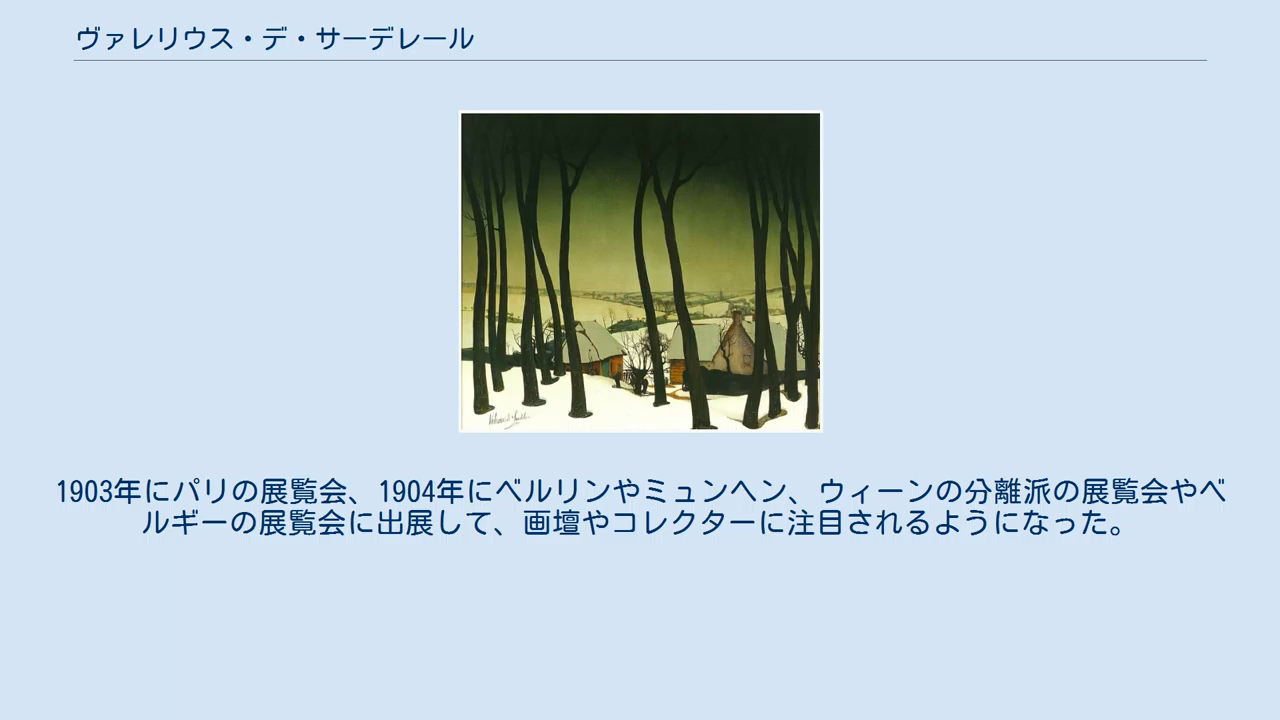 ヴァレリウス・デ・サーデレール
1903年にパリの展覧会、1904年にベルリンやミュンヘン、ウィーンの分離派の展覧会やベ
ルギーの展覧会に出展して、画壇やコレクターに注目されるようになった。